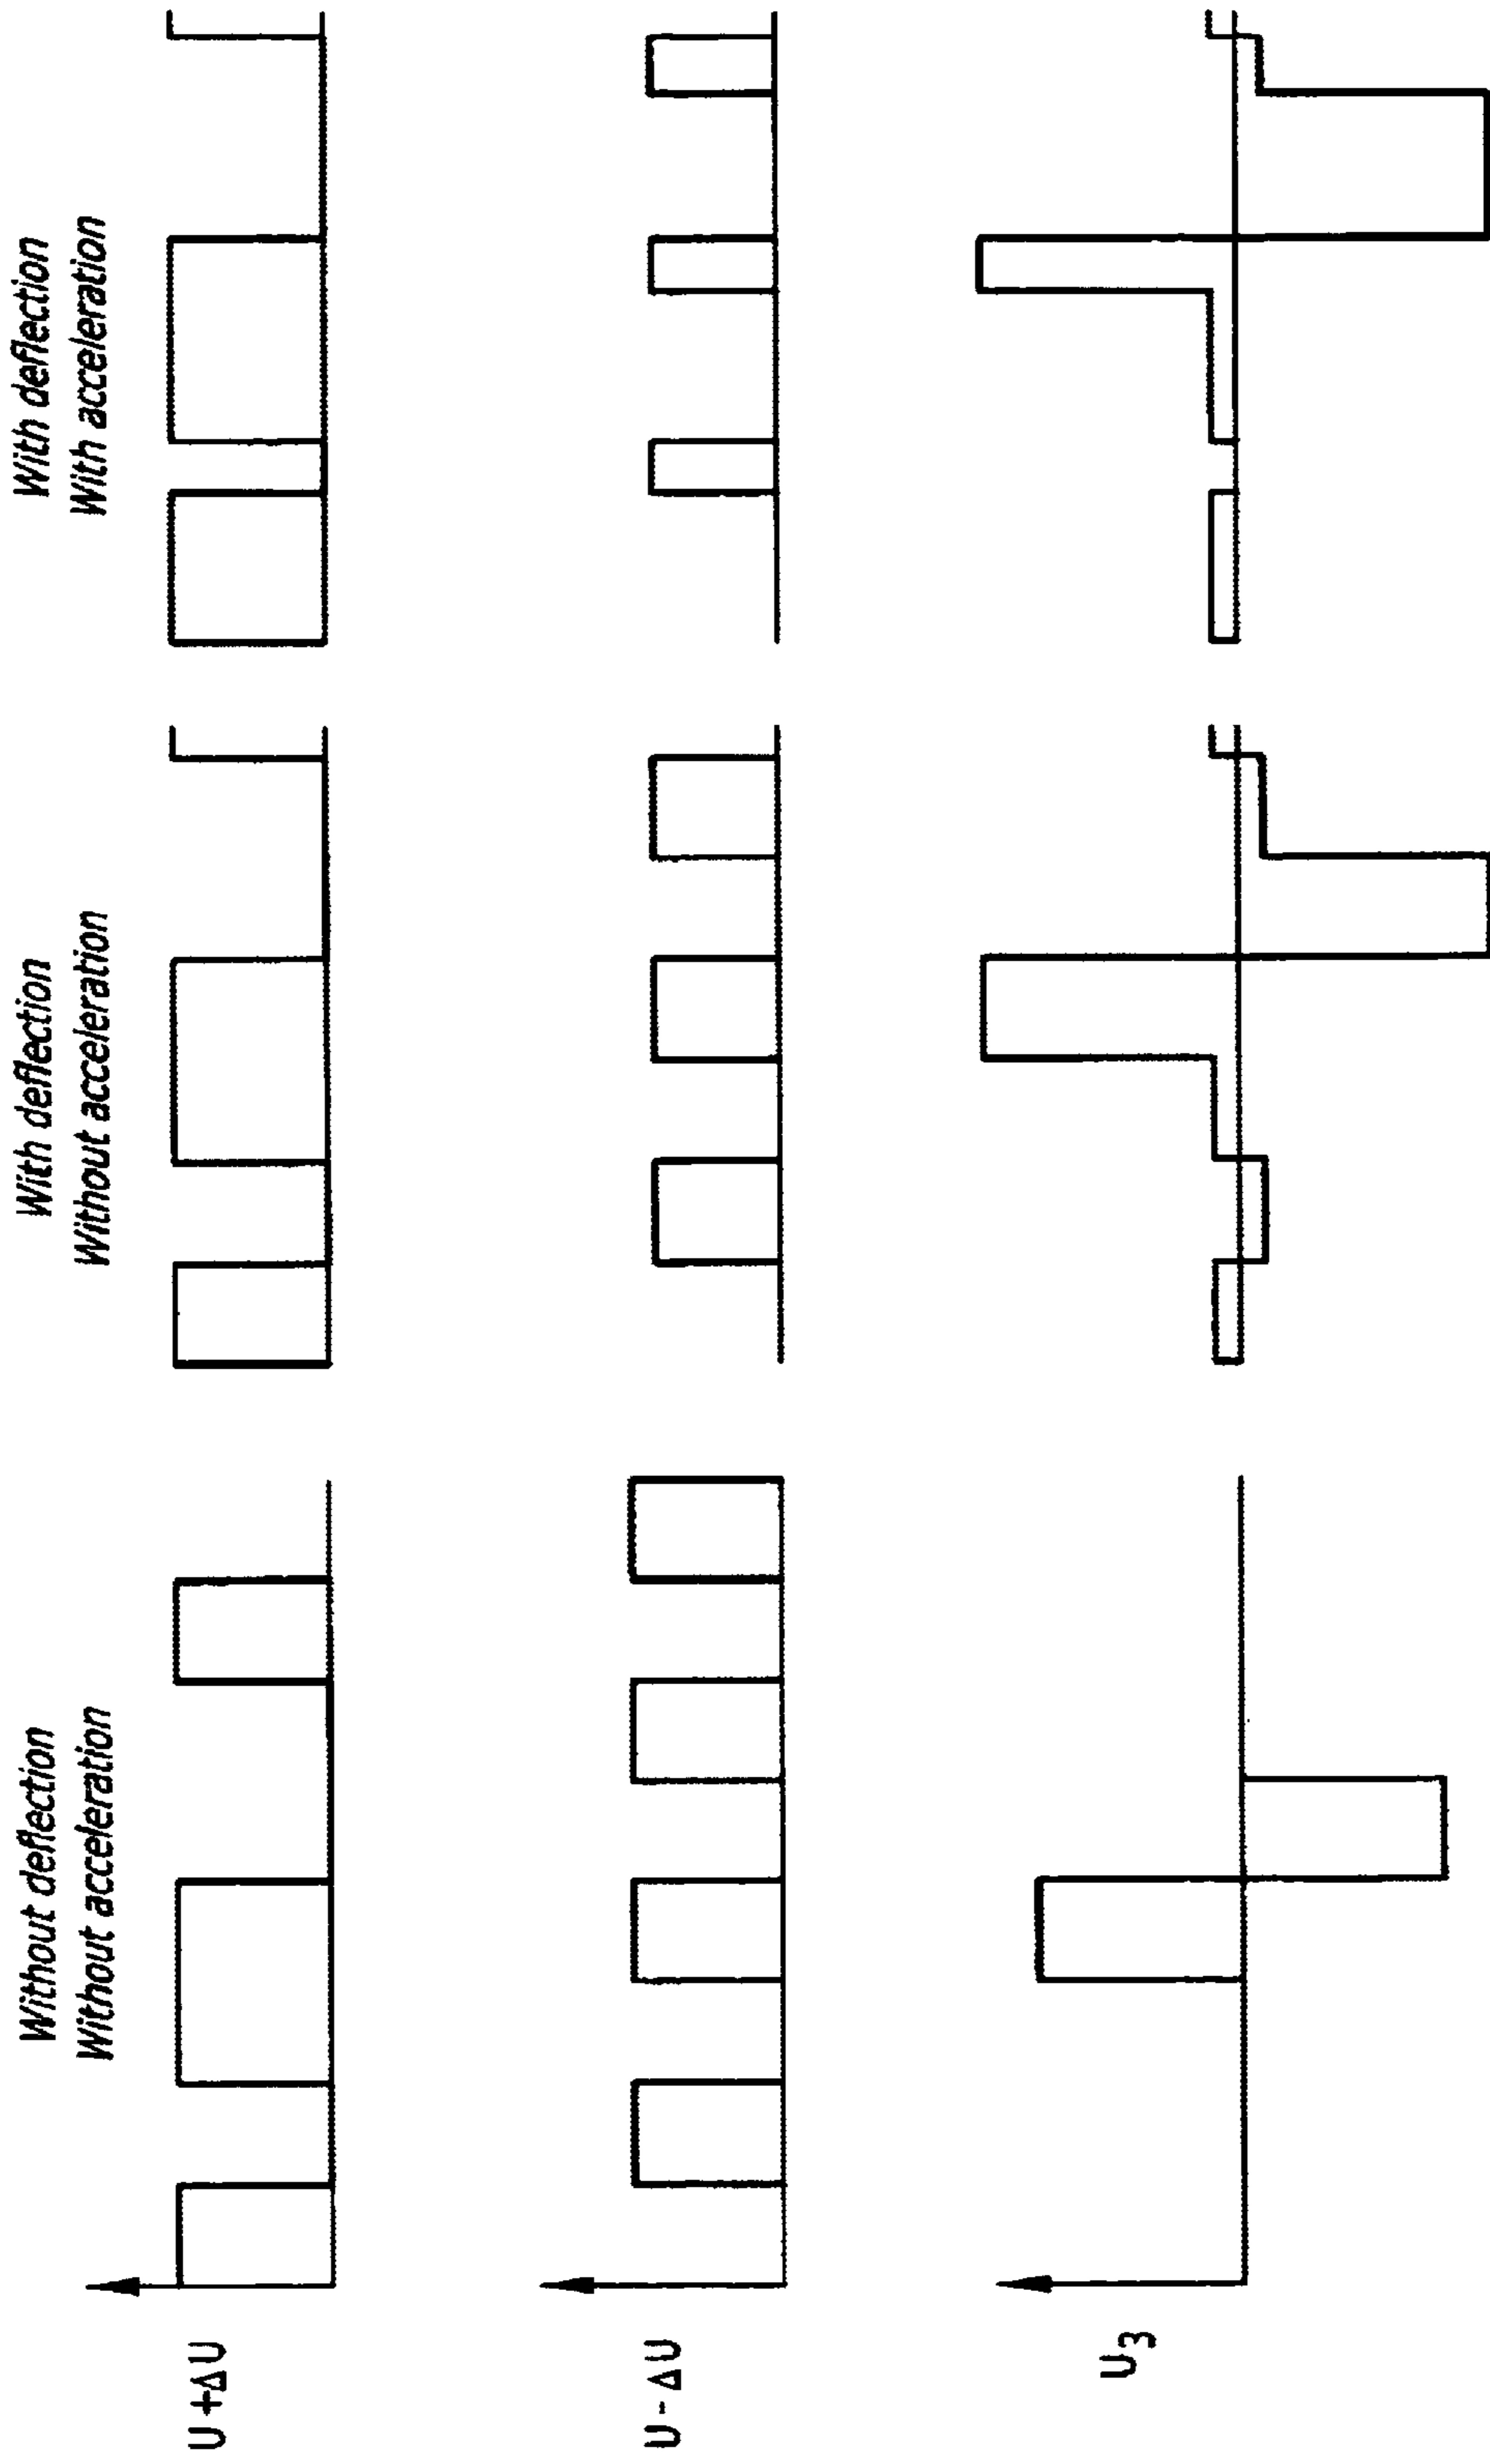 Without deflection
Without acceleration
With deflection
Without acceleration
With deflection
With acceleration
U+ΔU
U-ΔU
U₃